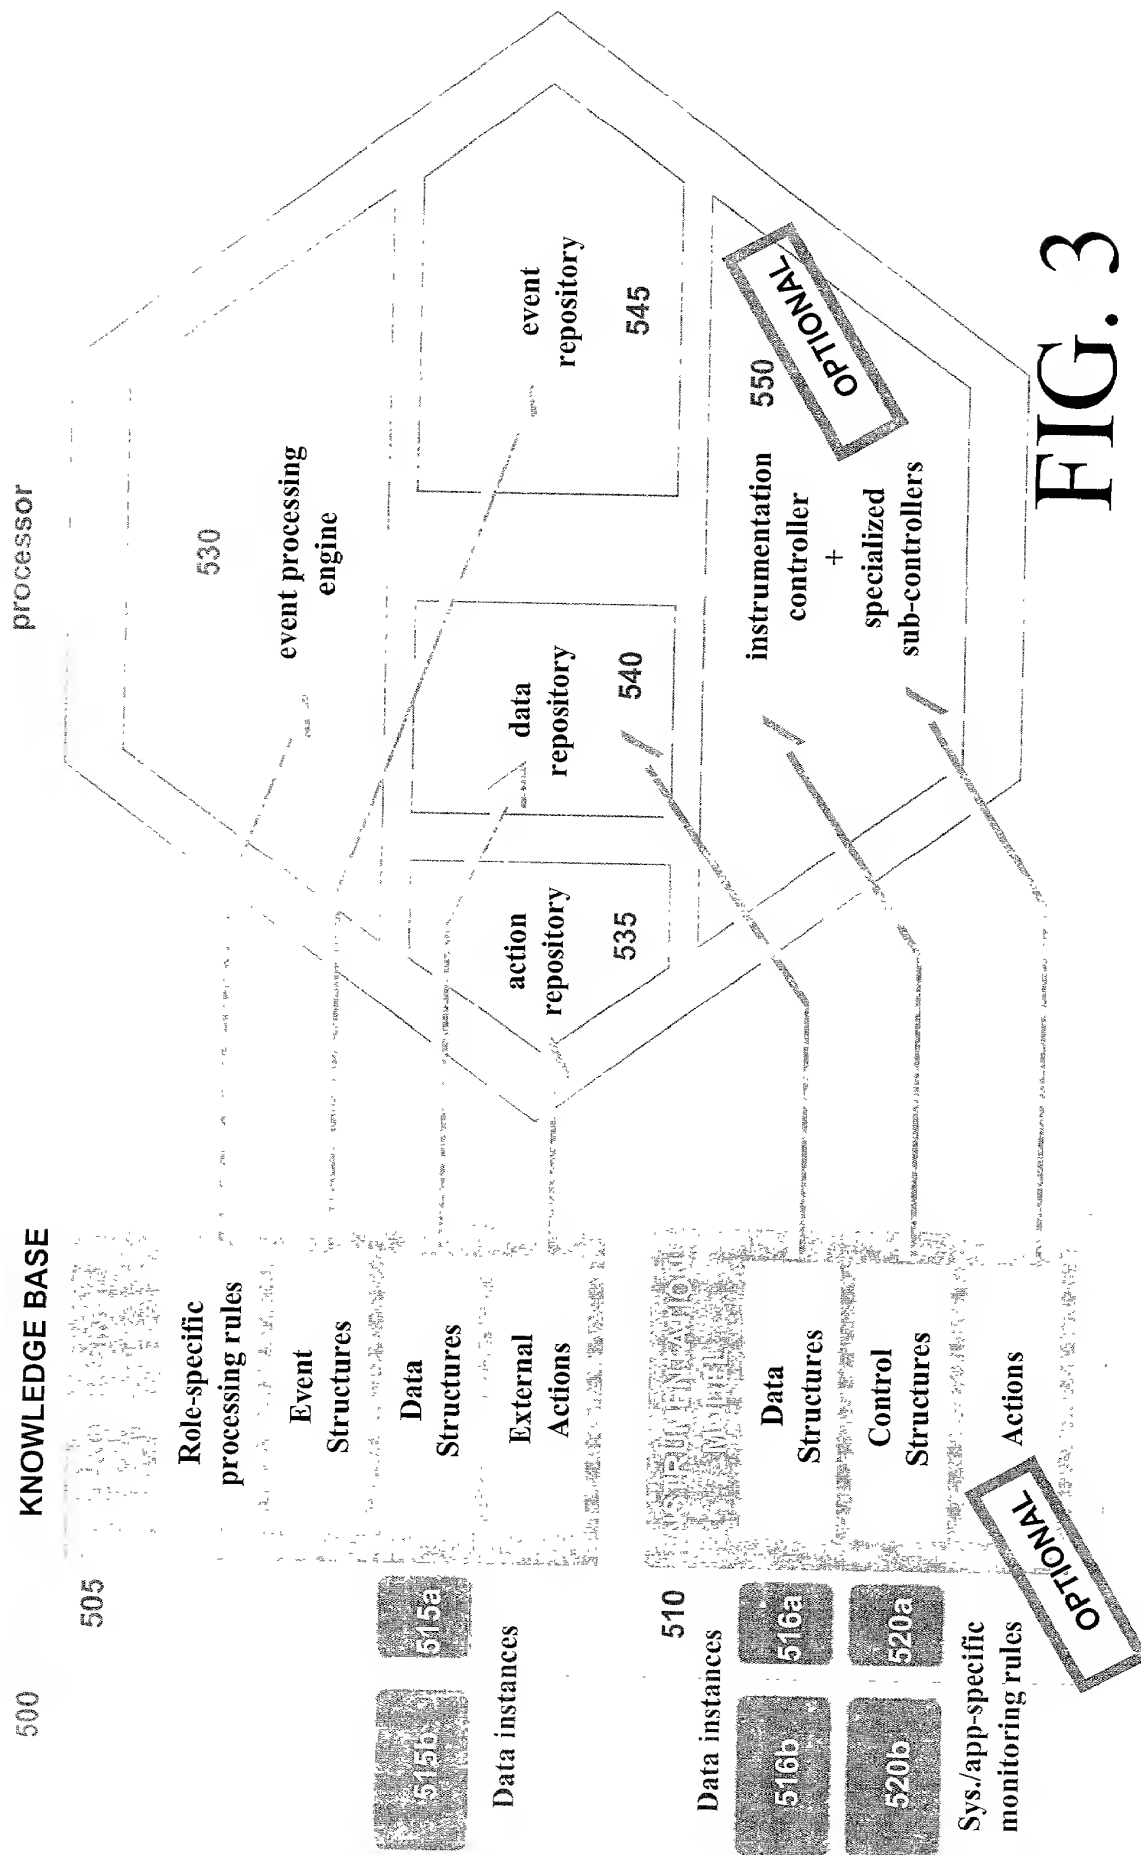 500
KNOWLEDGE BASE
processor
505
Role-specific
processing rules
Event
Structures
Data
Structures
External
Actions
515b
515a
Data instances
530
event processing
engine
action
repository
535
data
repository
540
event
repository
545
510
Data instances
INSTRUMENTATION
Data
Structures
Control
Structures
Actions
516b
516a
520b
520a
Sys./app-specific
monitoring rules
OPTIONAL
instrumentation
controller
+
specialized
sub-controllers
550
OPTIONAL
FIG. 3